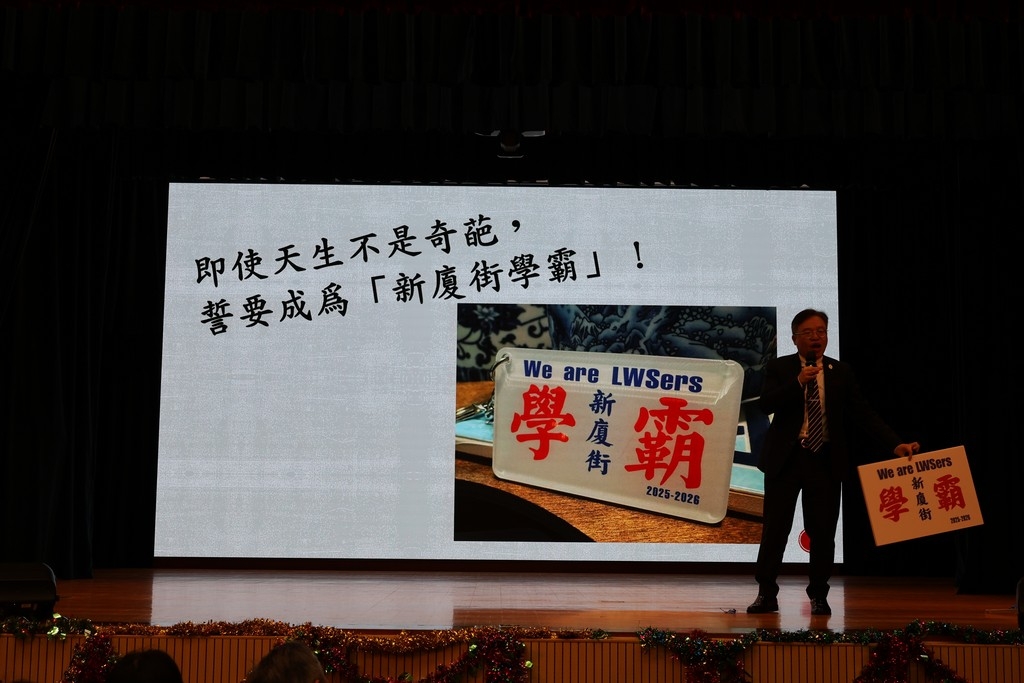 即使天生不是奇葩，
誓要成爲「新廈街學霸」！
We are LWSers
學 新廈街 霸
2025-2026
We are LWSers
學 新廈街 霸
2025-2026